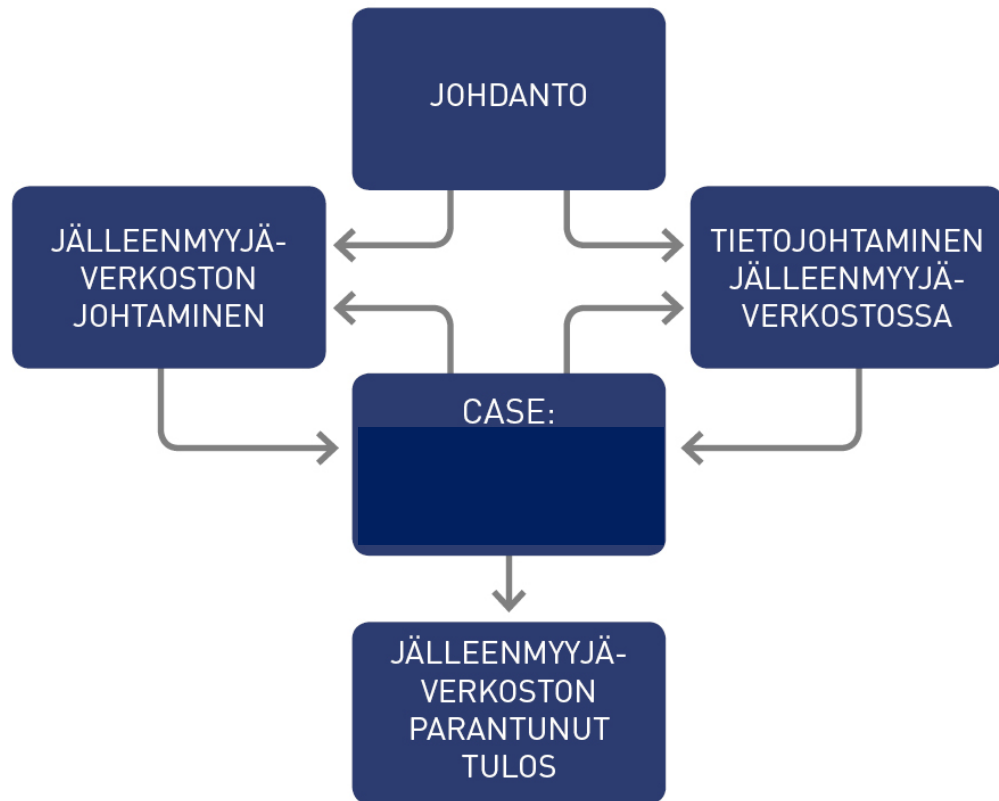 JOHDANTO
JÄLLEENMYYJÄ-
VERKOSTON
JOHTAMINEN
TIETOJOHTAMINEN
JÄLLEENMYYJÄ-
VERKOSTOSSA
CASE:
JÄLLEENMYYJÄ-
VERKOSTON
PARANTUNUT
TULOS